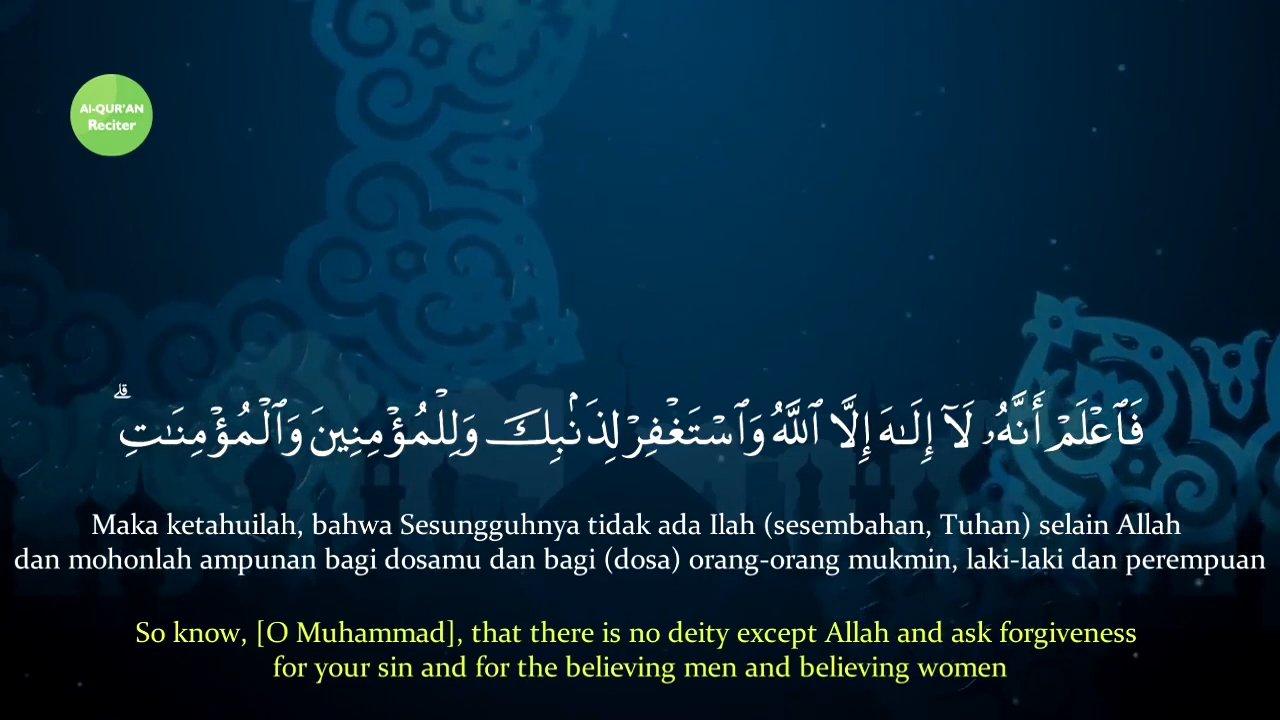 Al-QUR'AN
Reciter
فَٱعْلَمْ أَنَّهُۥ لَآ إِلَـٰهَ إِلَّا ٱللَّهُ وَٱسْتَغْفِرْ لِذَنۢبِكَ وَلِلْمُؤْمِنِينَ وَٱلْمُؤْمِنَـٰتِ ۗ
Maka ketahuilah, bahwa Sesungguhnya tidak ada Ilah (sesembahan, Tuhan) selain Allah
dan mohonlah ampunan bagi dosamu dan bagi (dosa) orang-orang mukmin, laki-laki dan perempuan
So know, [O Muhammad], that there is no deity except Allah and ask forgiveness
for your sin and for the believing men and believing women